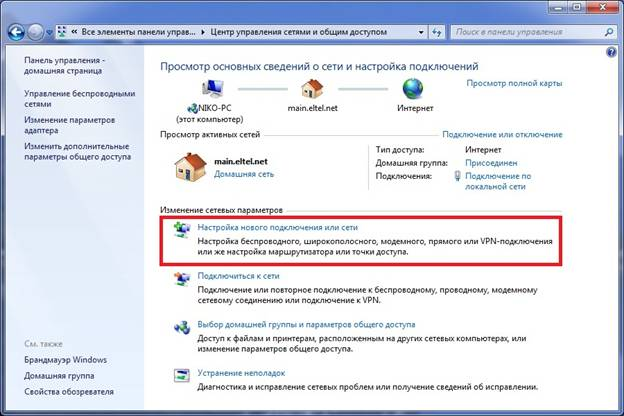 Все элементы панели управ...
Центр управления сетями и общим доступом
Поиск в панели управления
Панель управления -
домашняя страница
Управление беспроводными
сетями
Изменение параметров
адаптера
Изменить дополнительные
параметры общего доступа
См. также
Брандмауэр Windows
Домашняя группа
Свойства обозревателя
Просмотр основных сведений о сети и настройка подключений
Просмотр полной карты
NIKO-PC
(этот компьютер)
main.eltel.net
Интернет
Просмотр активных сетей
Подключение или отключение
main.eltel.net
Домашняя сеть
Тип доступа: Интернет
Домашняя группа: Присоединен
Подключения: Подключение по
локальной сети
Изменение сетевых параметров
Настройка нового подключения или сети
Настройка беспроводного, широкополосного, модемного, прямого или VPN-подключения
или же настройка маршрутизатора или точки доступа.
Подключиться к сети
Подключение или повторное подключение к беспроводному, проводному, модемному
сетевому соединению или подключение к VPN.
Выбор домашней группы и параметров общего доступа
Доступ к файлам и принтерам, расположенным на других сетевых компьютерах, или
изменение параметров общего доступа.
Устранение неполадок
Диагностика и исправление сетевых проблем или получение сведений об исправлении.